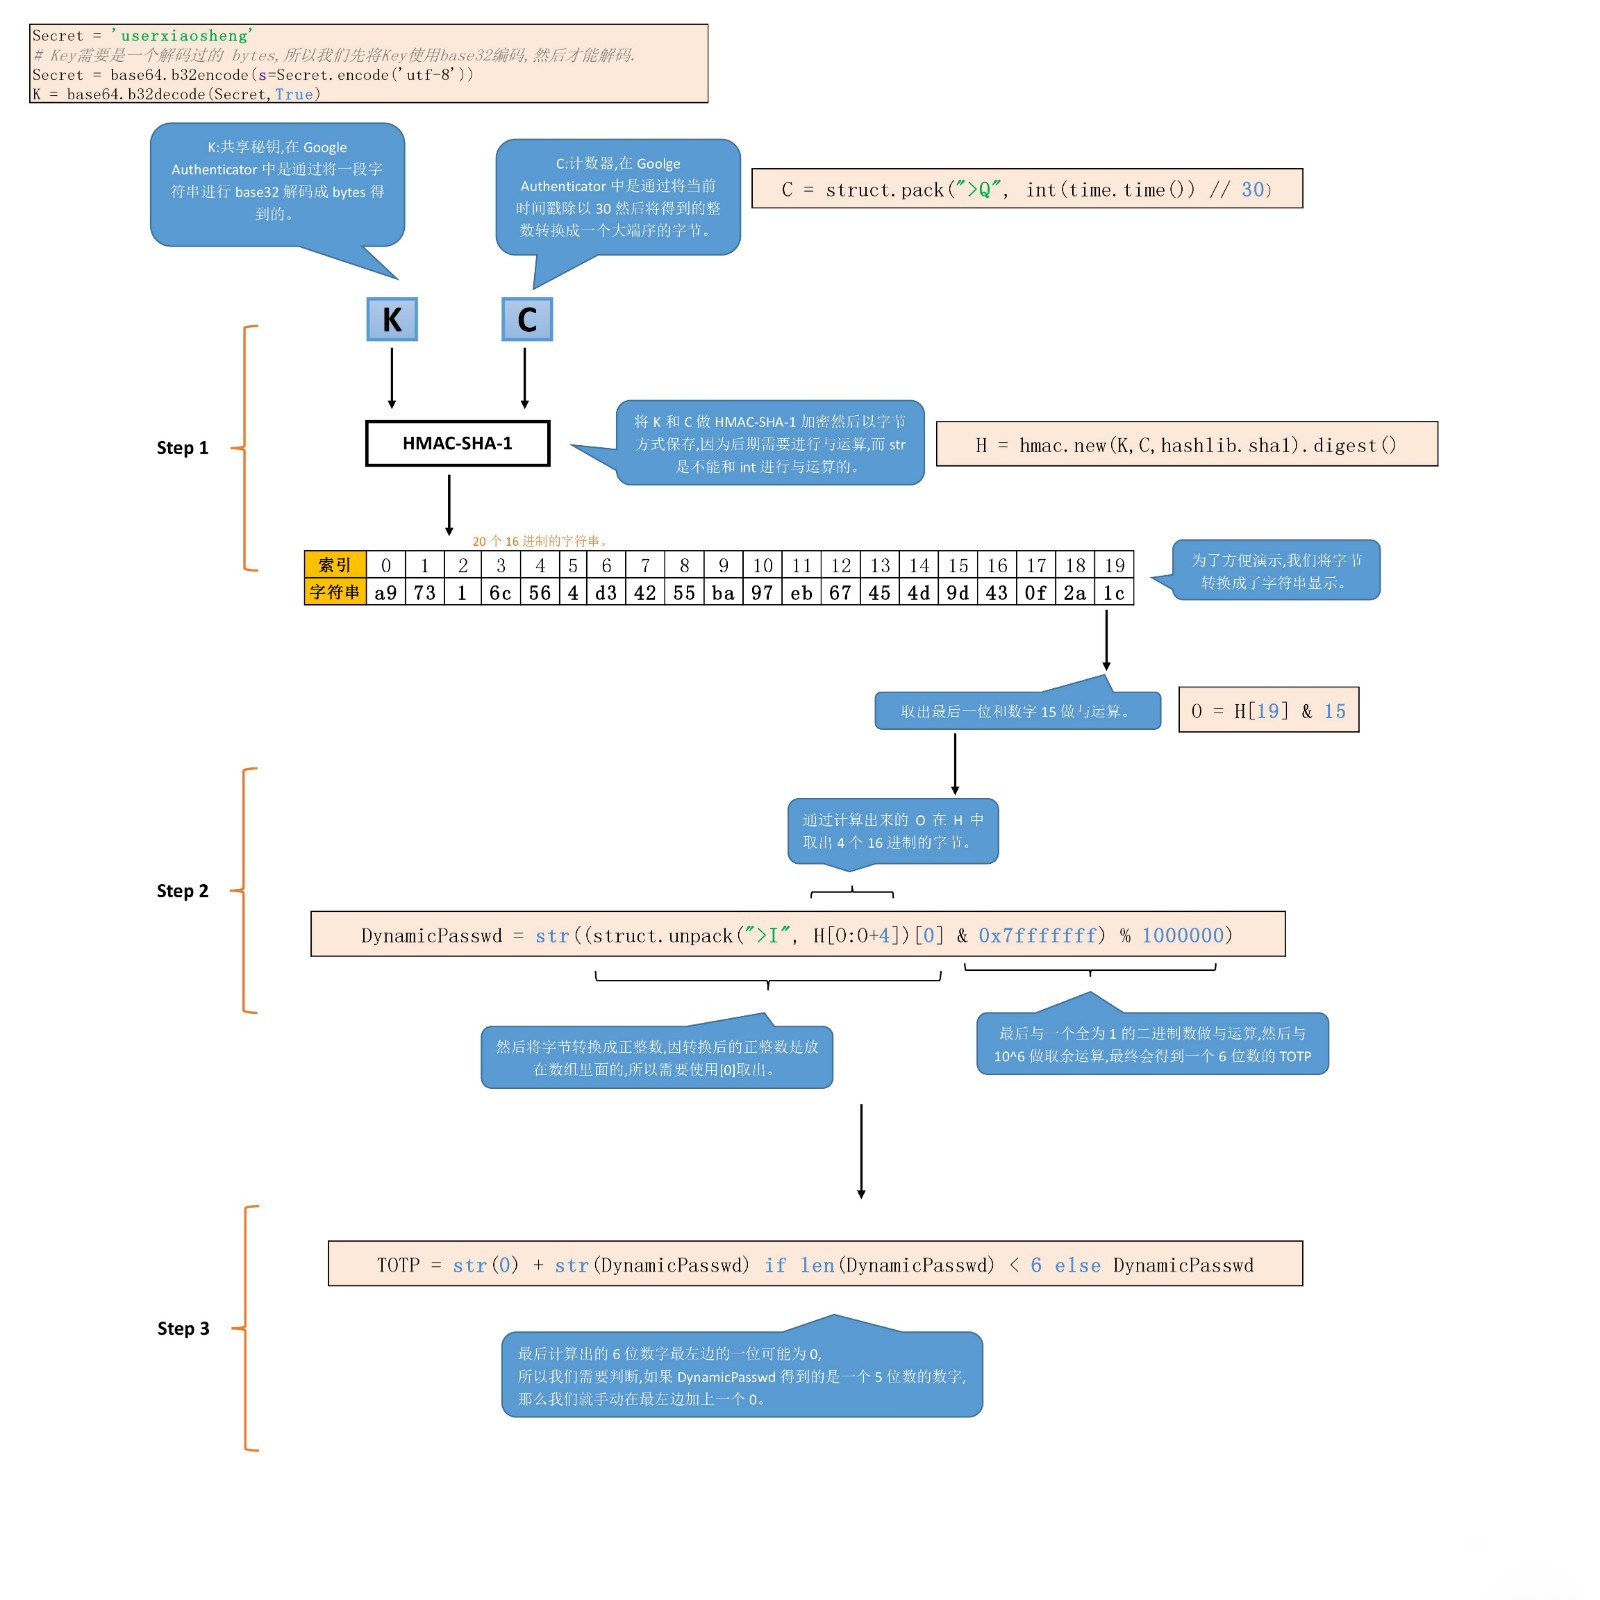 Secret = 'userxiaosheng'
# Key需要是一个解码过的 bytes,所以我们先将Key使用base32编码,然后才能解码.
Secret = base64.b32encode(s=Secret.encode('utf-8'))
K = base64.b32decode(Secret,True)
K:共享秘钥,在 Google
Authenticator 中是通过将一段字
符串进行 base32 解码成 bytes 得
到的。
C:计数器,在 Goolge
Authenticator 中是通过将当前
时间戳除以 30 然后将得到的整
数转换成一个大端序的字节。
C = struct.pack(">Q", int(time.time()) // 30)
K
C
Step 1
HMAC-SHA-1
将 K 和 C 做 HMAC-SHA-1 加密然后以字节
方式保存,因为后期需要进行与运算,而 str
是不能和 int 进行与运算的。
H = hmac.new(K,C,hashlib.sha1).digest()
20 个 16 进制的字符串。
索引 0 1 2 3 4 5 6 7 8 9 10 11 12 13 14 15 16 17 18 19
字符串 a9 73 1 6c 56 4 d3 42 55 ba 97 eb 67 45 4d 9d 43 0f 2a 1c
为了方便演示,我们将字节
转换成了字符串显示。
取出最后一位和数字 15 做与运算。
O = H[19] & 15
Step 2
通过计算出来的 O 在 H 中
取出 4 个 16 进制的字节。
DynamicPasswd = str((struct.unpack(">I", H[O:O+4])[0] & 0x7fffffff) % 1000000)
然后将字节转换成正整数,因转换后的正整数是放
在数组里面的,所以需要使用[0]取出。
最后与一个全为 1 的二进制数做与运算,然后与
10^6 做取余运算,最终会得到一个 6 位数的 TOTP
Step 3
TOTP = str(0) + str(DynamicPasswd) if len(DynamicPasswd) < 6 else DynamicPasswd
最后计算出的 6 位数字最左边的一位可能为 0,
所以我们需要判断,如果 DynamicPasswd 得到的是一个 5 位数的数字,
那么我们就手动在最左边加上一个 0。